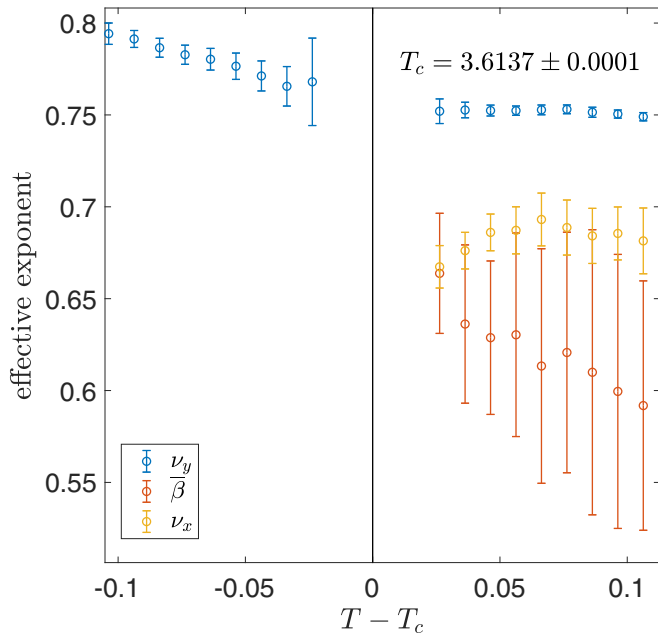 0.8
0.75
0.7
0.65
0.6
0.55
effective exponent
T_c = 3.6137 ± 0.0001
ν_y
β̅
ν_x
-0.1
-0.05
0
0.05
0.1
T − T_c